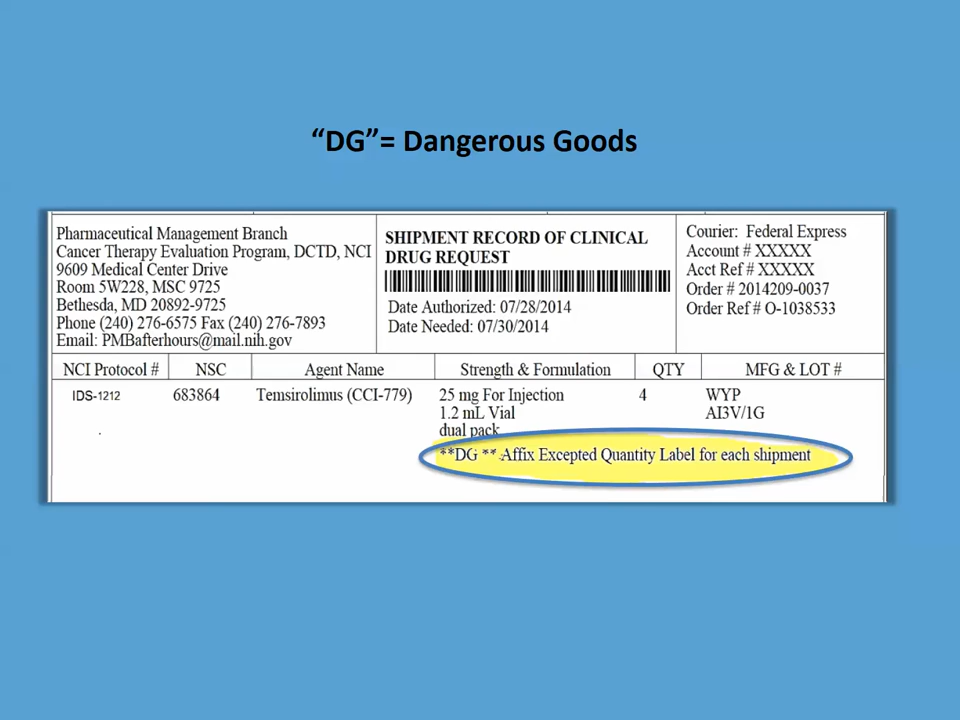 “DG”= Dangerous Goods
Pharmaceutical Management Branch
Cancer Therapy Evaluation Program, DCTD, NCI
9609 Medical Center Drive
Room 5W228, MSC 9725
Bethesda, MD 20892-9725
Phone (240) 276-6575 Fax (240) 276-7893
Email: PMBafterhours@mail.nih.gov
SHIPMENT RECORD OF CLINICAL
DRUG REQUEST
Date Authorized: 07/28/2014
Date Needed: 07/30/2014
Courier: Federal Express
Account # XXXXX
Acct Ref # XXXXX
Order # 2014209-0037
Order Ref # O-1038533
NCI Protocol # NSC Agent Name Strength & Formulation QTY MFG & LOT #
IDS-1212 683864 Temsirolimus (CCI-779) 25 mg For Injection 4 WYP
1.2 mL Vial AI3V/1G
dual pack
**DG ** Affix Excepted Quantity Label for each shipment